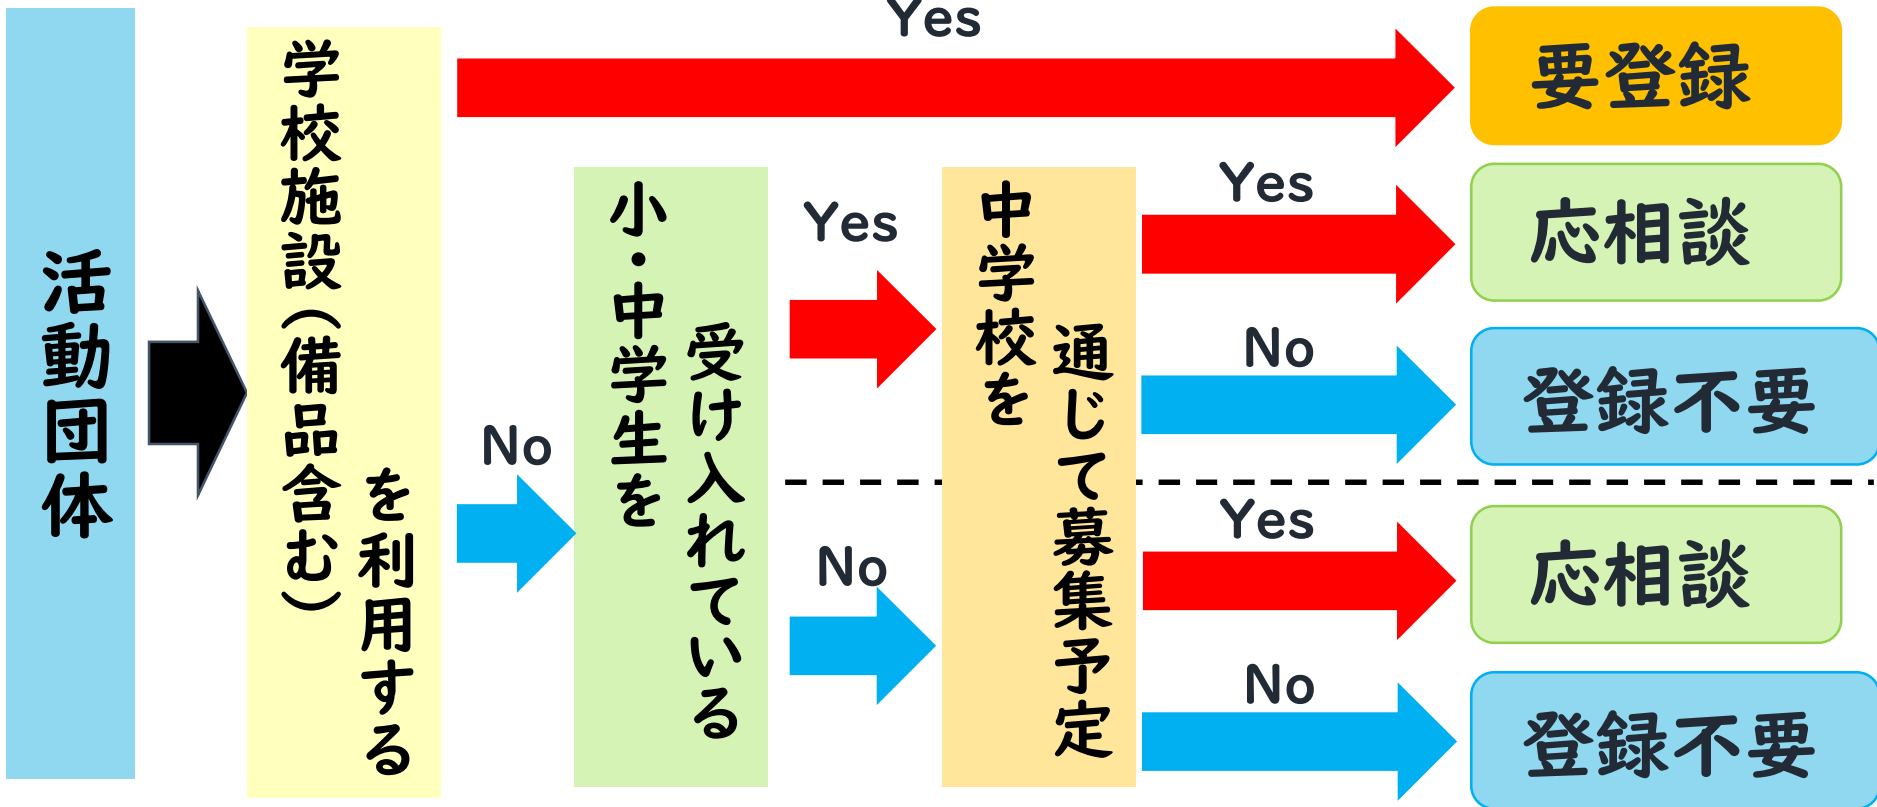 活動団体
学校施設(備品含む)
を利用する
Yes
要登録
No
小・中学生を
受け入れている
Yes
No
中学校を
通じて募集予定
Yes
応相談
No
登録不要
Yes
応相談
No
登録不要